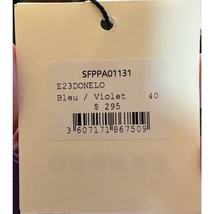 SFPPA01131
E23DONELO
Bleu / Violet 40
$ 295
3 607171 867509